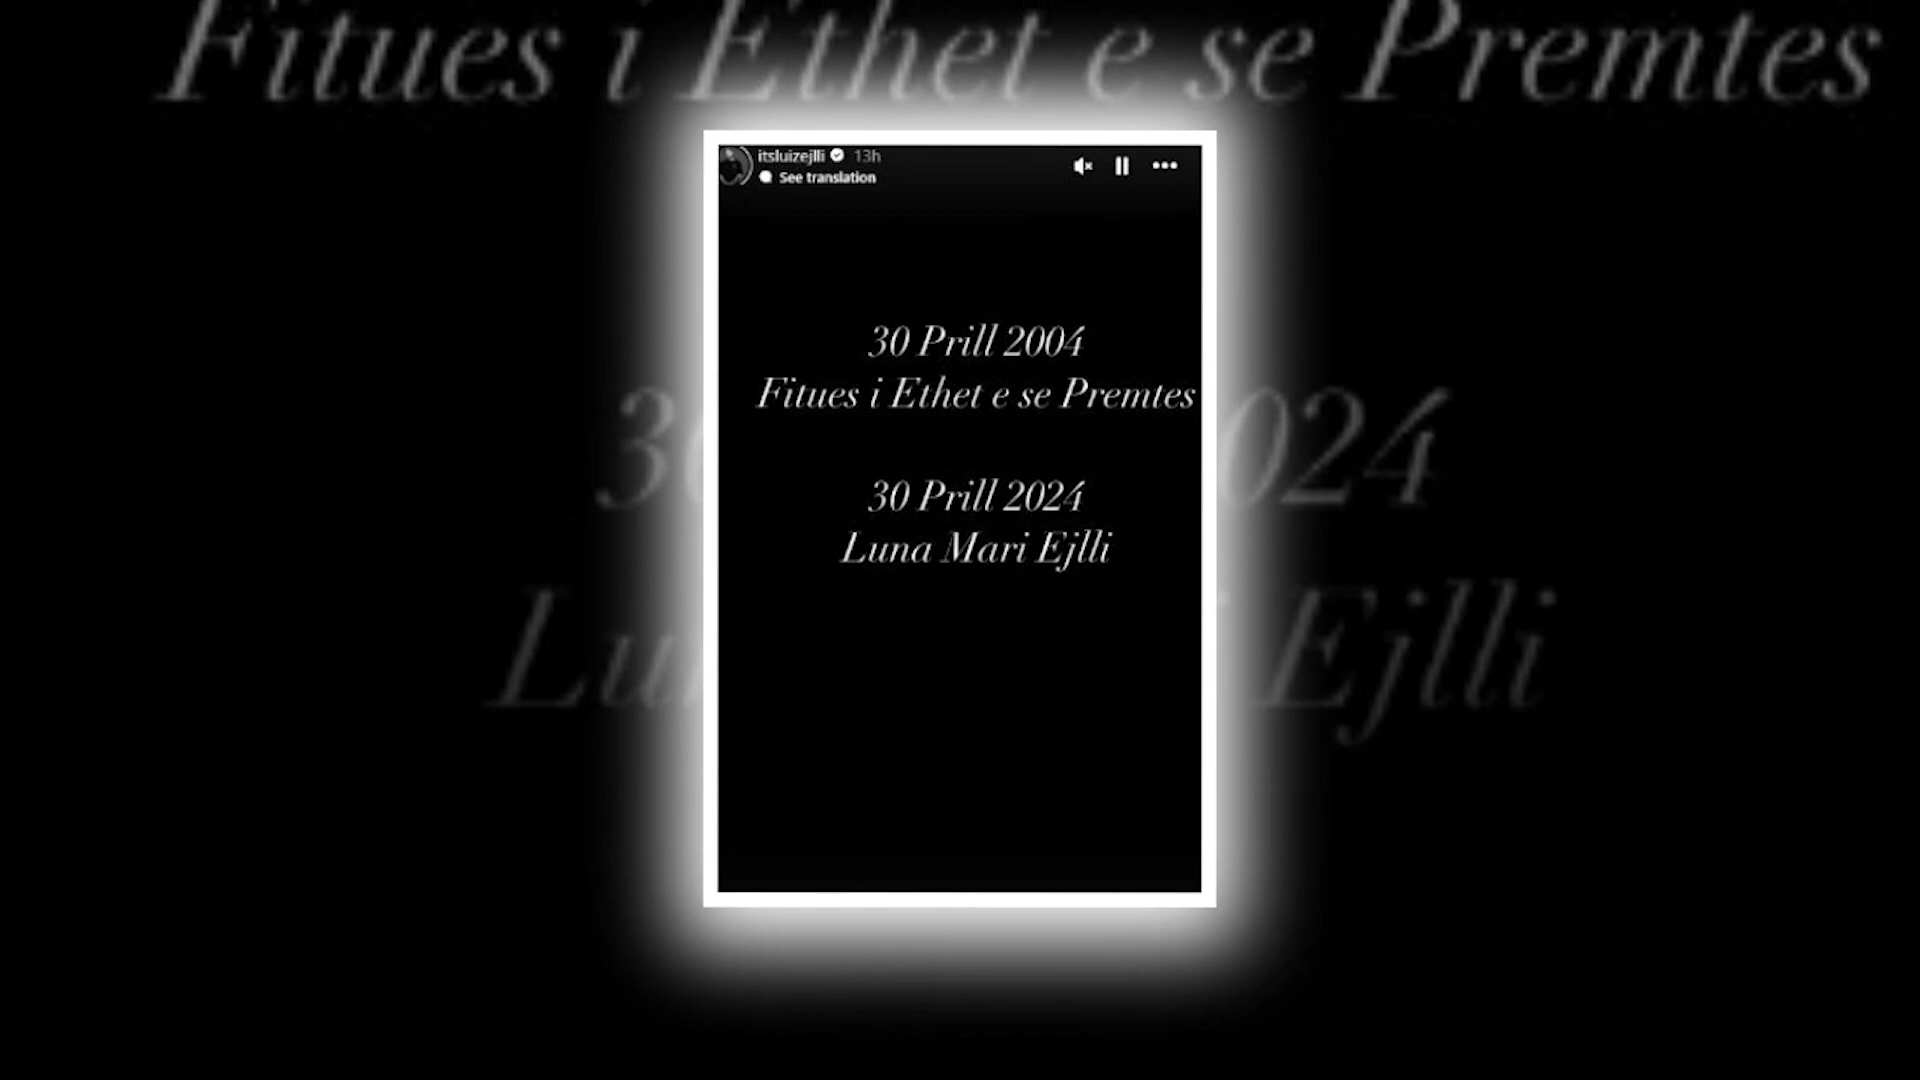 Fitues i Ethet e se Premtes
itsluizejlli 13h
See translation
30 Prill 2004
Fitues i Ethet e se Premtes
30 Prill 2024
Luna Mari Ejlli